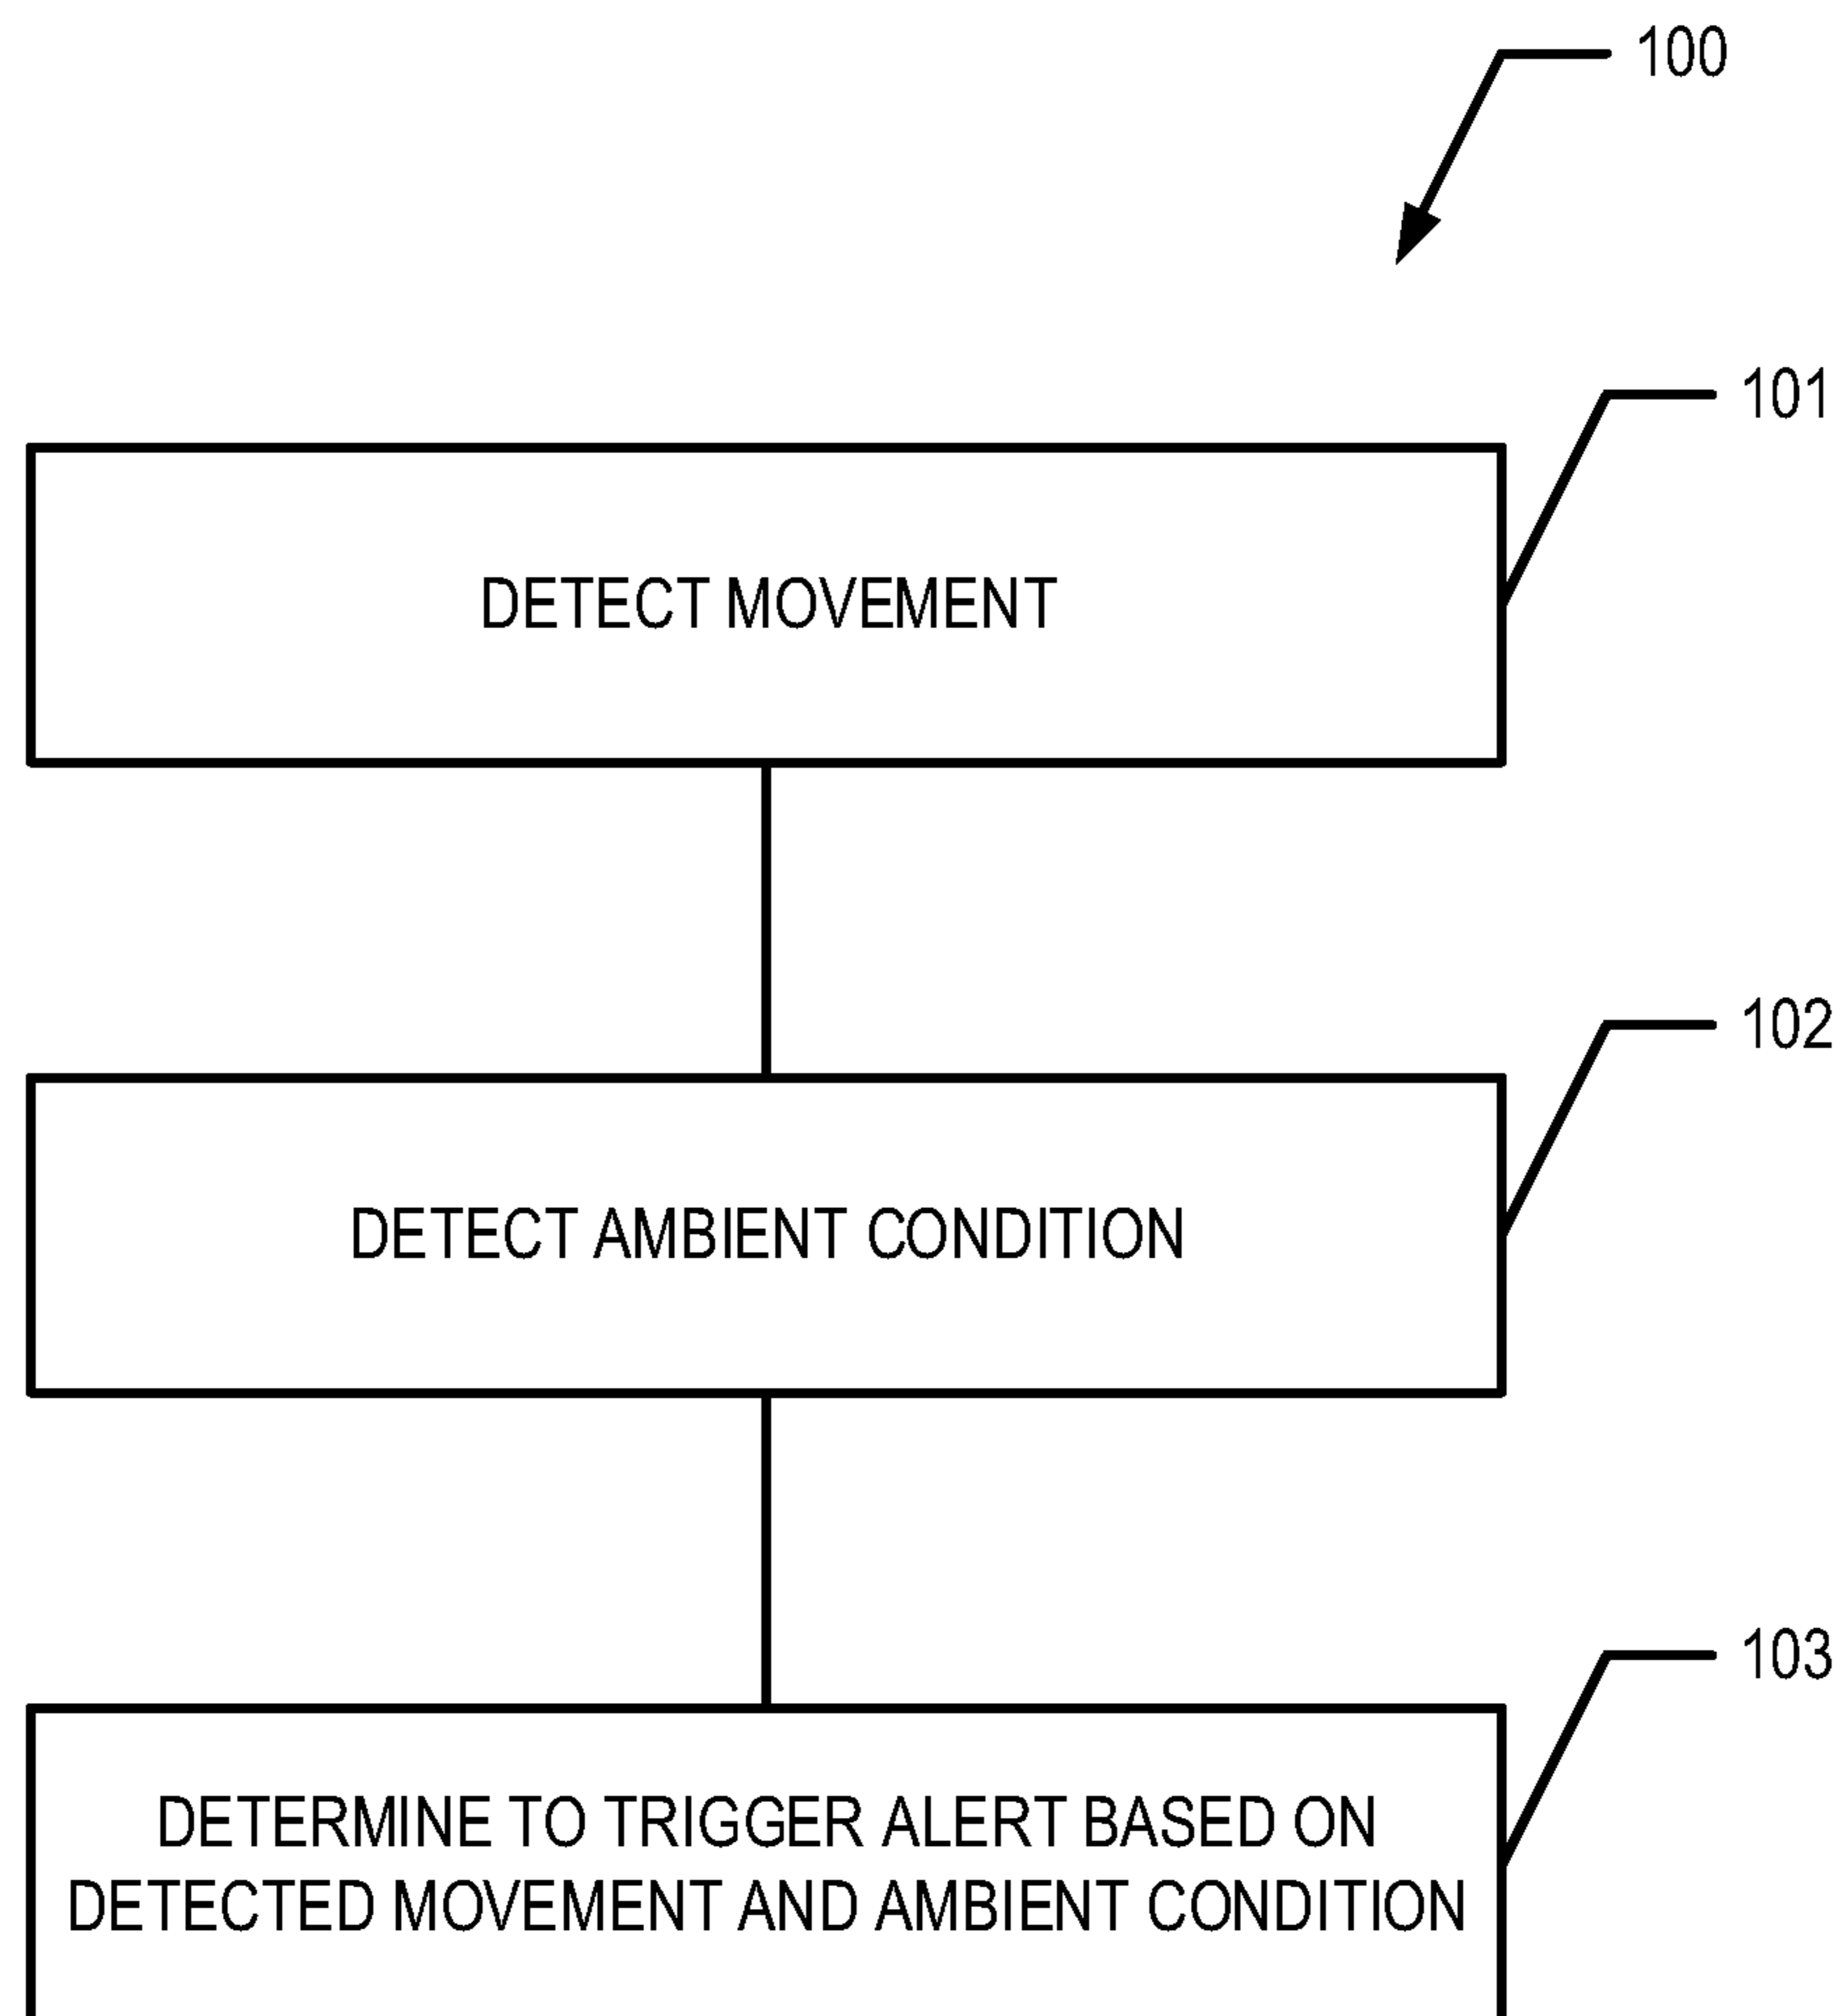 100
101
DETECT MOVEMENT
102
DETECT AMBIENT CONDITION
103
DETERMINE TO TRIGGER ALERT BASED ON
DETECTED MOVEMENT AND AMBIENT CONDITION